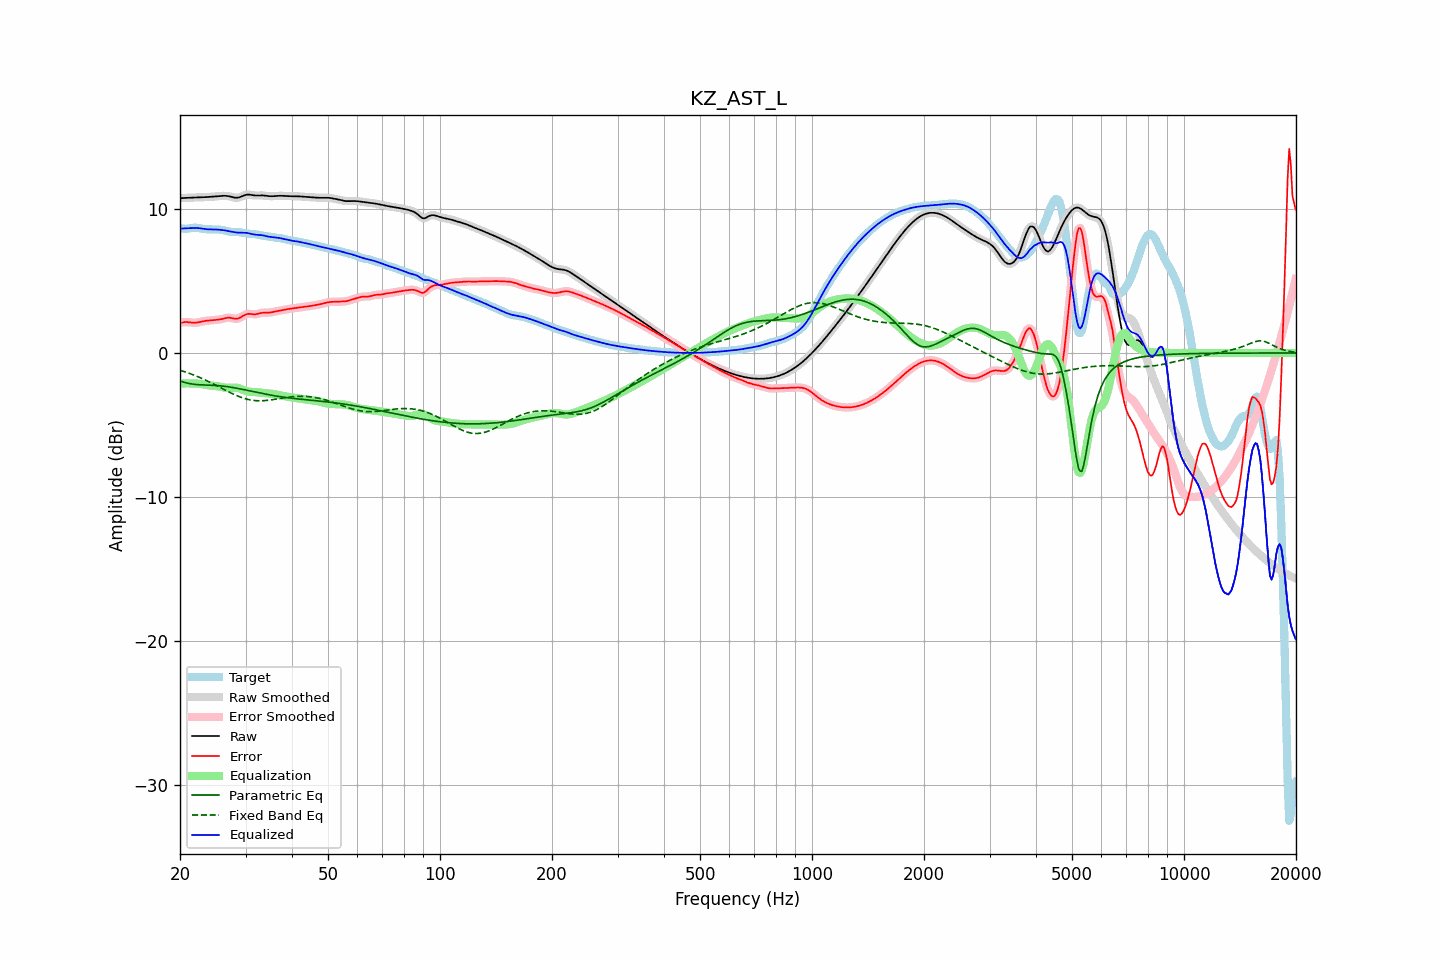 KZ_AST_L
Amplitude (dBr)
10
0
−10
−20
−30
Target
Raw Smoothed
Error Smoothed
Raw
Error
Equalization
Parametric Eq
Fixed Band Eq
Equalized
20 50 100 200 500 1000 2000 5000 10000 20000
Frequency (Hz)